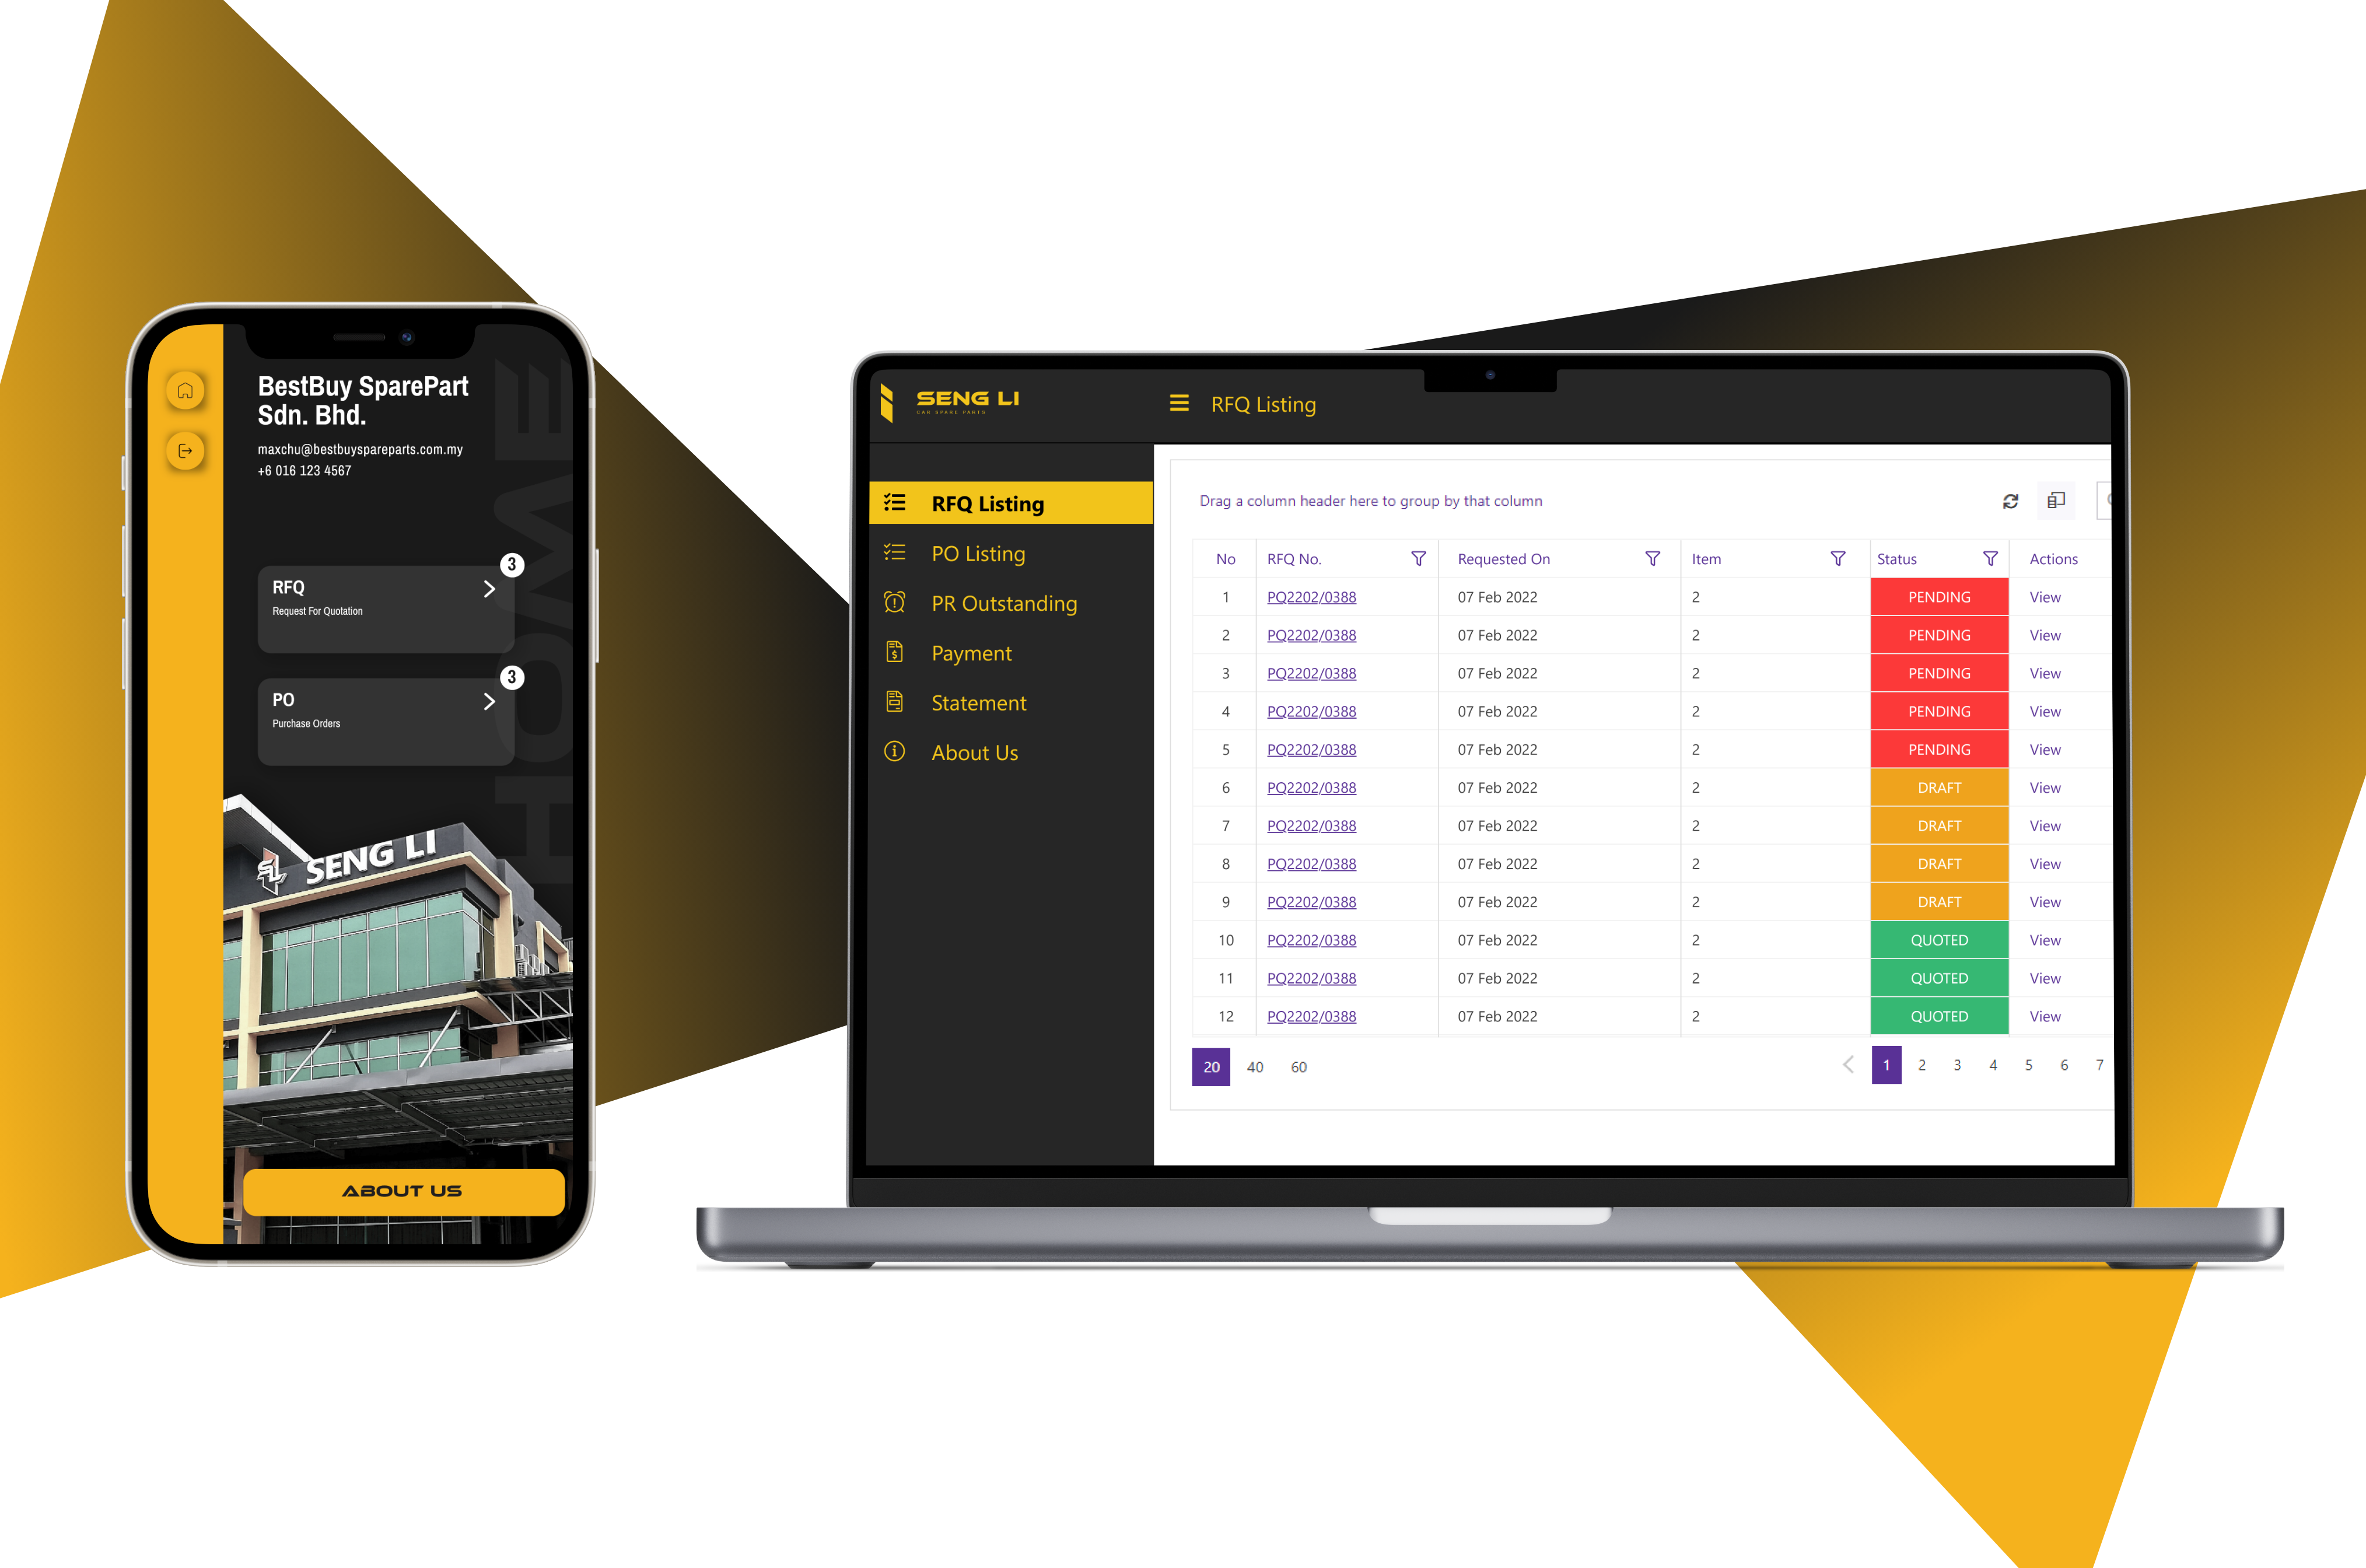 BestBuy SparePart
Sdn. Bhd.
maxchu@bestbuyspareparts.com.my
+6 016 123 4567
HOME
3
RFQ
Request For Quotation
3
PO
Purchase Orders
SL SENG LI
ABOUT US
SENG LI
CAR SPARE PARTS
RFQ Listing
RFQ Listing
PO Listing
PR Outstanding
Payment
Statement
About Us
Drag a column header here to group by that column
No RFQ No. Requested On Item Status Actions
1 PQ2202/0388 07 Feb 2022 2 PENDING View
2 PQ2202/0388 07 Feb 2022 2 PENDING View
3 PQ2202/0388 07 Feb 2022 2 PENDING View
4 PQ2202/0388 07 Feb 2022 2 PENDING View
5 PQ2202/0388 07 Feb 2022 2 PENDING View
6 PQ2202/0388 07 Feb 2022 2 DRAFT View
7 PQ2202/0388 07 Feb 2022 2 DRAFT View
8 PQ2202/0388 07 Feb 2022 2 DRAFT View
9 PQ2202/0388 07 Feb 2022 2 DRAFT View
10 PQ2202/0388 07 Feb 2022 2 QUOTED View
11 PQ2202/0388 07 Feb 2022 2 QUOTED View
12 PQ2202/0388 07 Feb 2022 2 QUOTED View
20 40 60 1 2 3 4 5 6 7